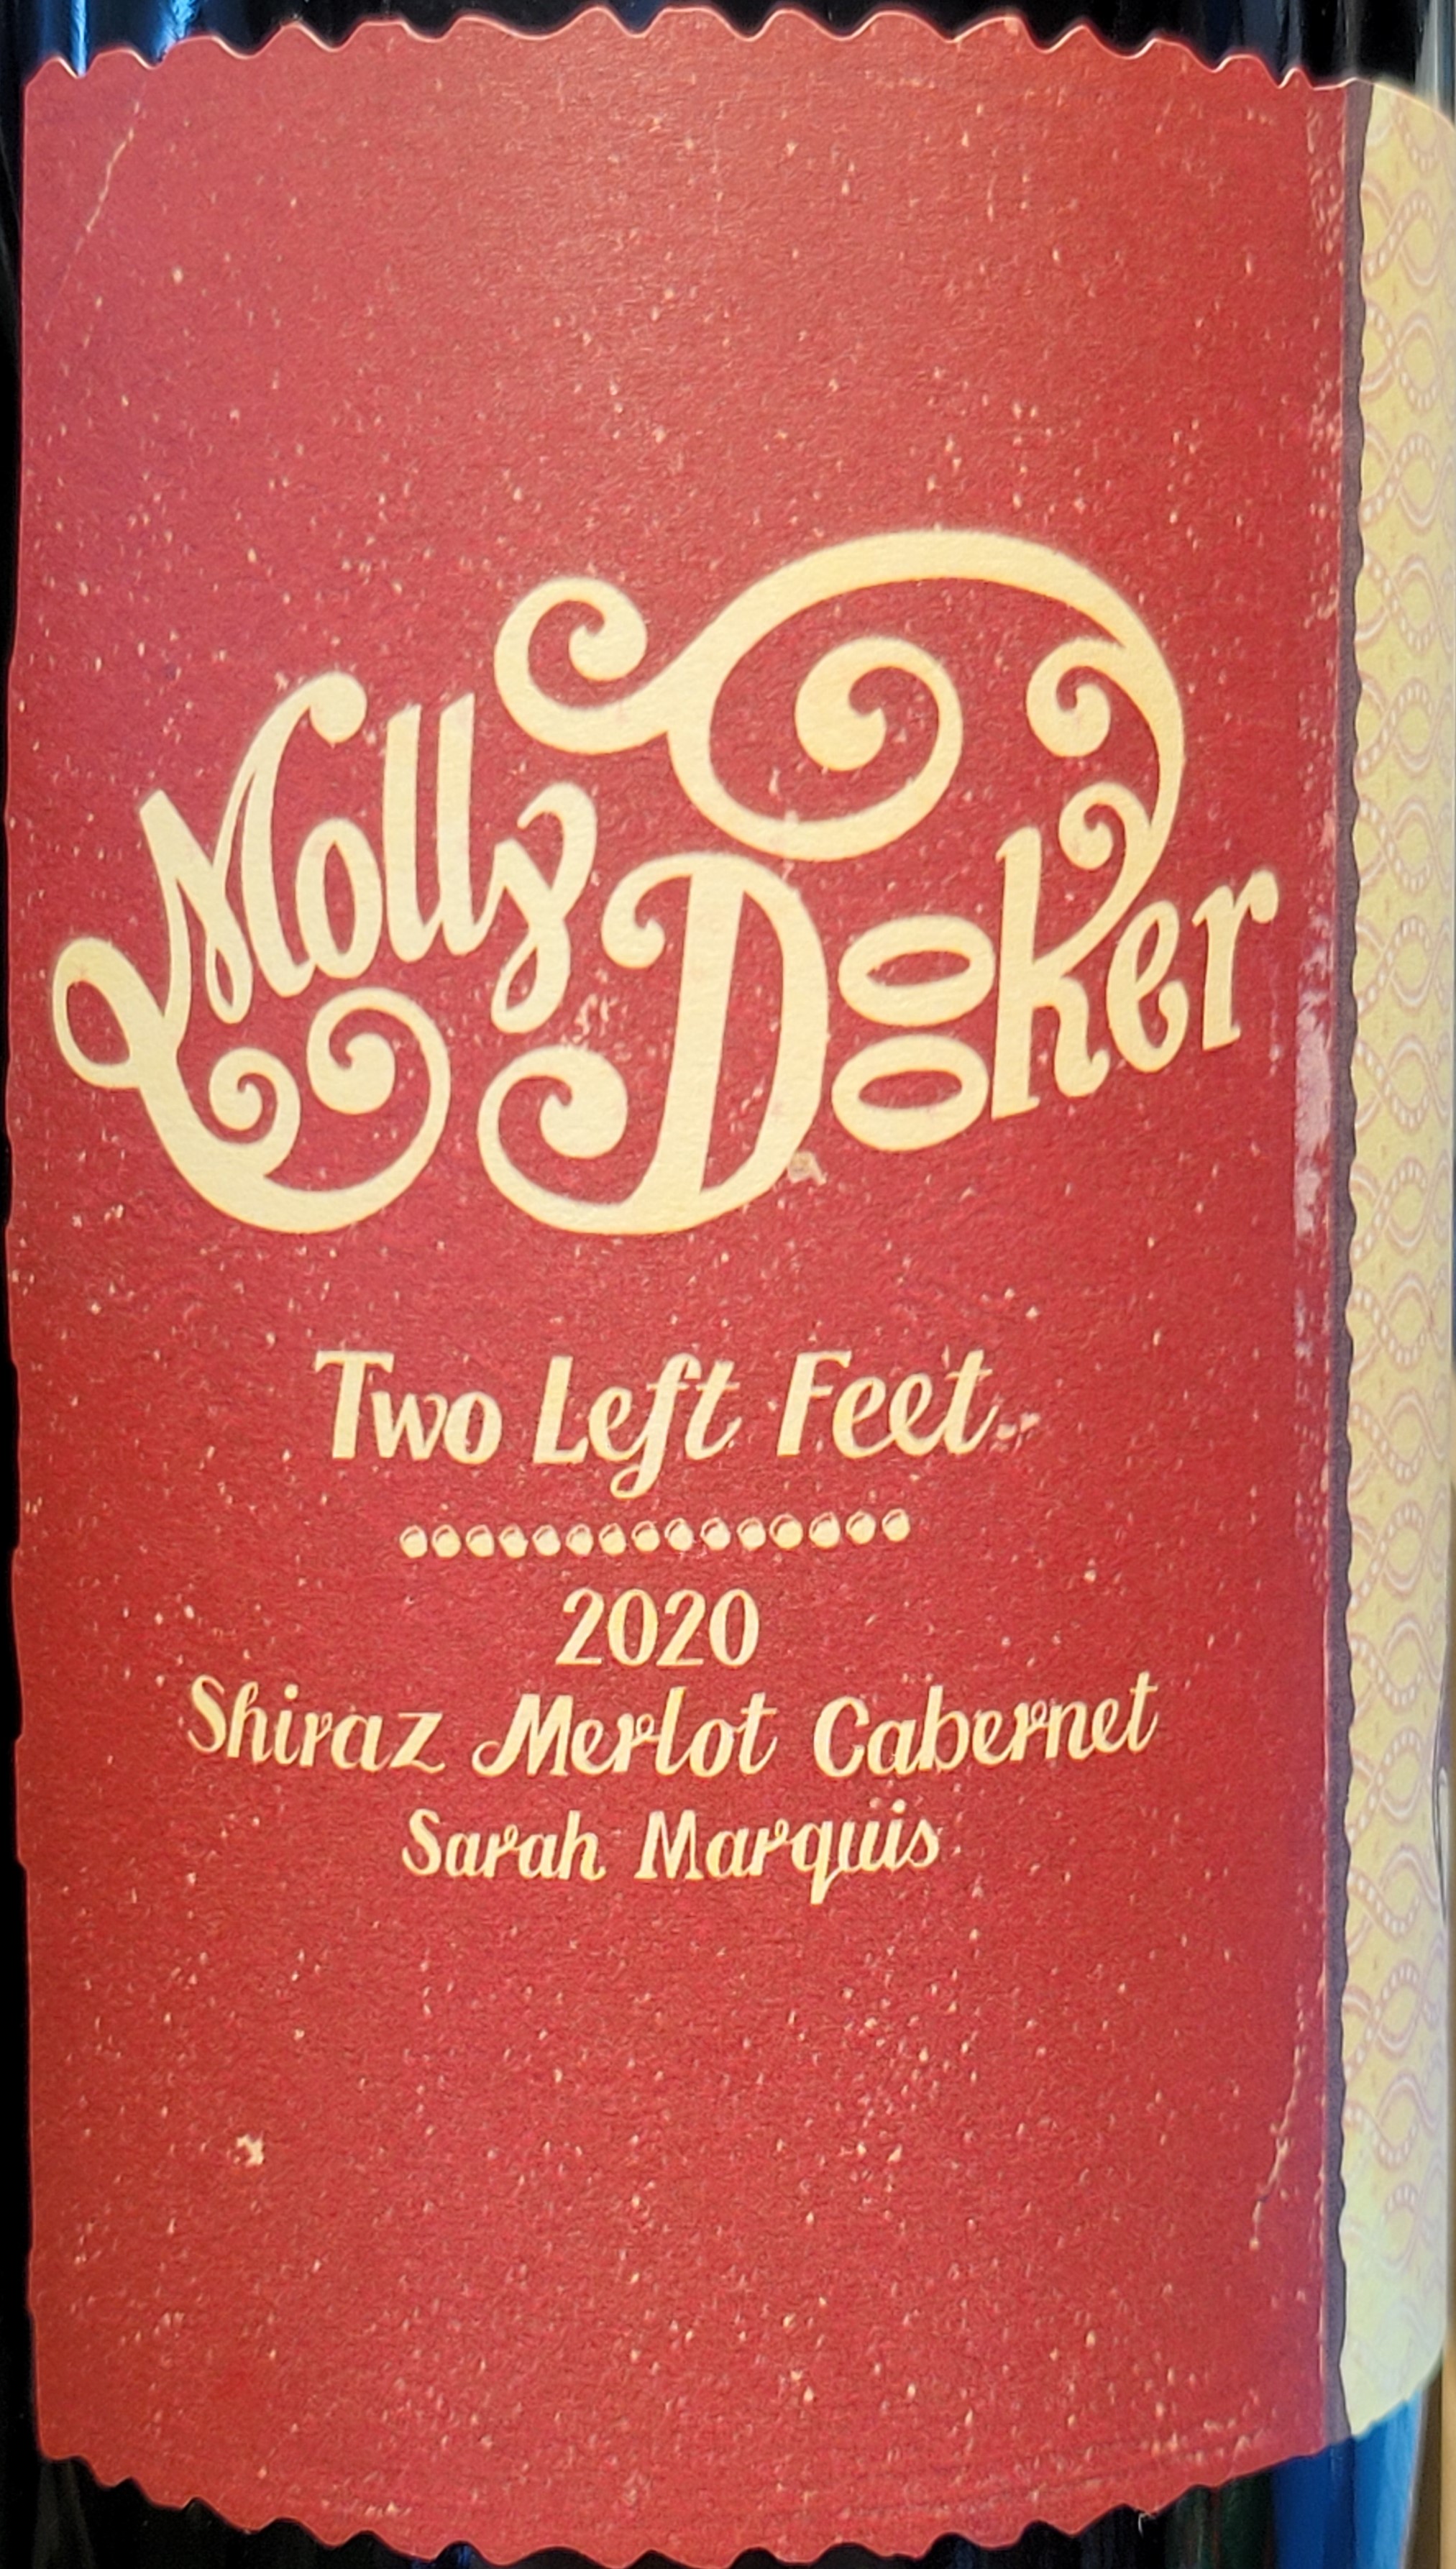 Molly
Dooker
Two Left Feet
2020
Shiraz Merlot Cabernet
Sarah Marquis